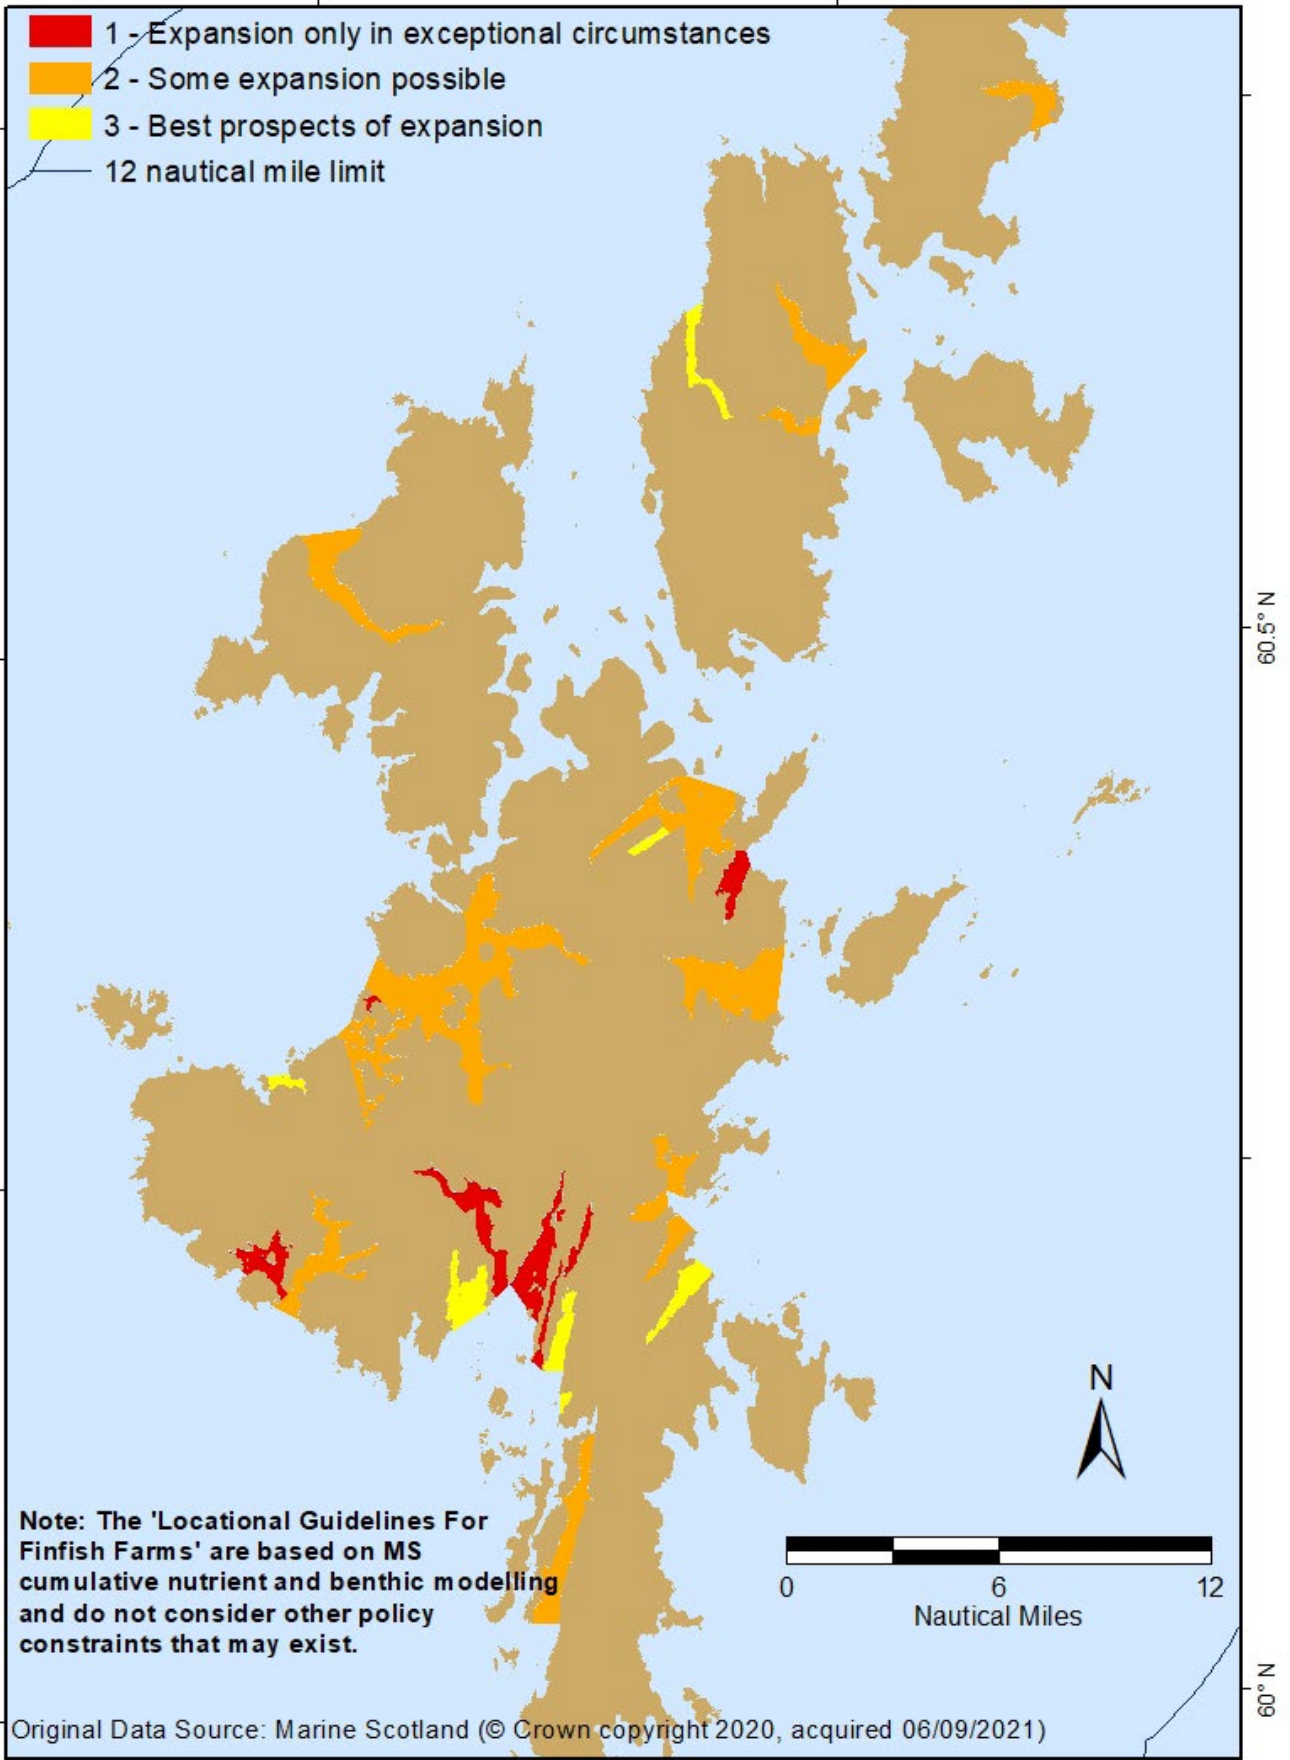 1 - Expansion only in exceptional circumstances
2 - Some expansion possible
3 - Best prospects of expansion
12 nautical mile limit
60.5° N
N
Note: The 'Locational Guidelines For
Finfish Farms' are based on MS
cumulative nutrient and benthic modelling
and do not consider other policy
constraints that may exist.
0 6 12
Nautical Miles
60° N
Original Data Source: Marine Scotland (© Crown copyright 2020, acquired 06/09/2021)